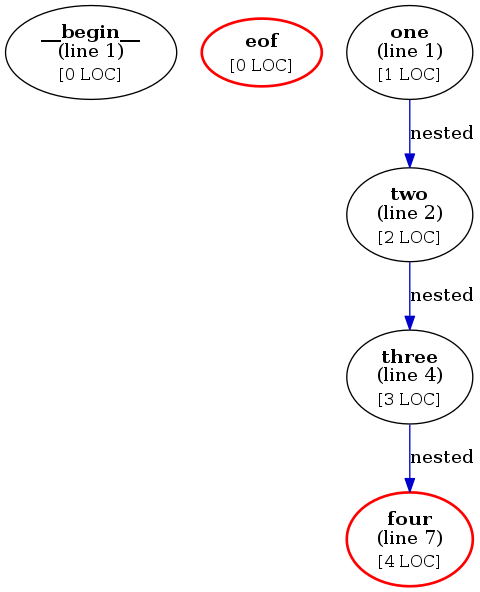 __begin__
(line 1)
[0 LOC]
eof
[0 LOC]
one
(line 1)
[1 LOC]
nested
two
(line 2)
[2 LOC]
nested
three
(line 4)
[3 LOC]
nested
four
(line 7)
[4 LOC]